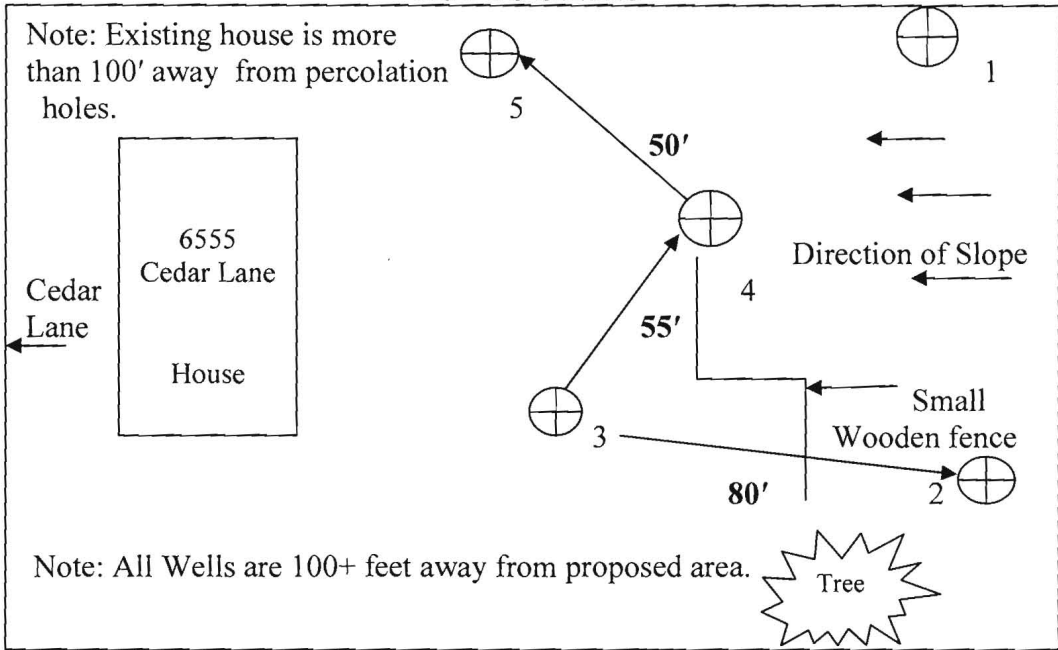 Note: Existing house is more
than 100' away from percolation
holes.
5
1
50'
6555
Cedar Lane
House
Cedar
Lane
Direction of Slope
4
55'
3
Small
Wooden fence
80'
2
Note: All Wells are 100+ feet away from proposed area.
Tree